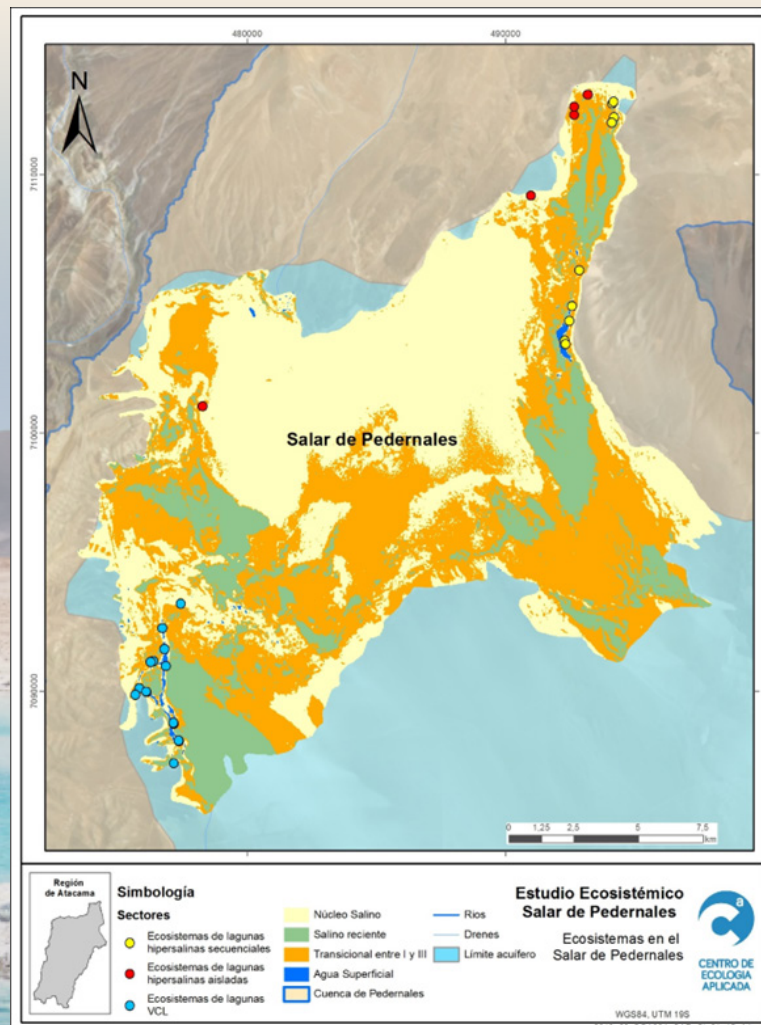 480000
490000
N
7110000
7100000
Salar de Pedernales
7090000
0 1,25 2,5 5 7,5
km
Región
de Atacama
Simbología
Sectores
Ecosistemas de lagunas
hipersalinas secuenciales
Ecosistemas de lagunas
hipersalinas aisladas
Ecosistemas de lagunas
VCL
Núcleo Salino
Salino reciente
Transicional entre I y III
Agua Superficial
Cuenca de Pedernales
Rios
Drenes
Límite acuífero
Estudio Ecosistémico
Salar de Pedernales
Ecosistemas en el
Salar de Pedernales
a
CENTRO DE
ECOLOGIA
APLICADA
WGS84, UTM 19S